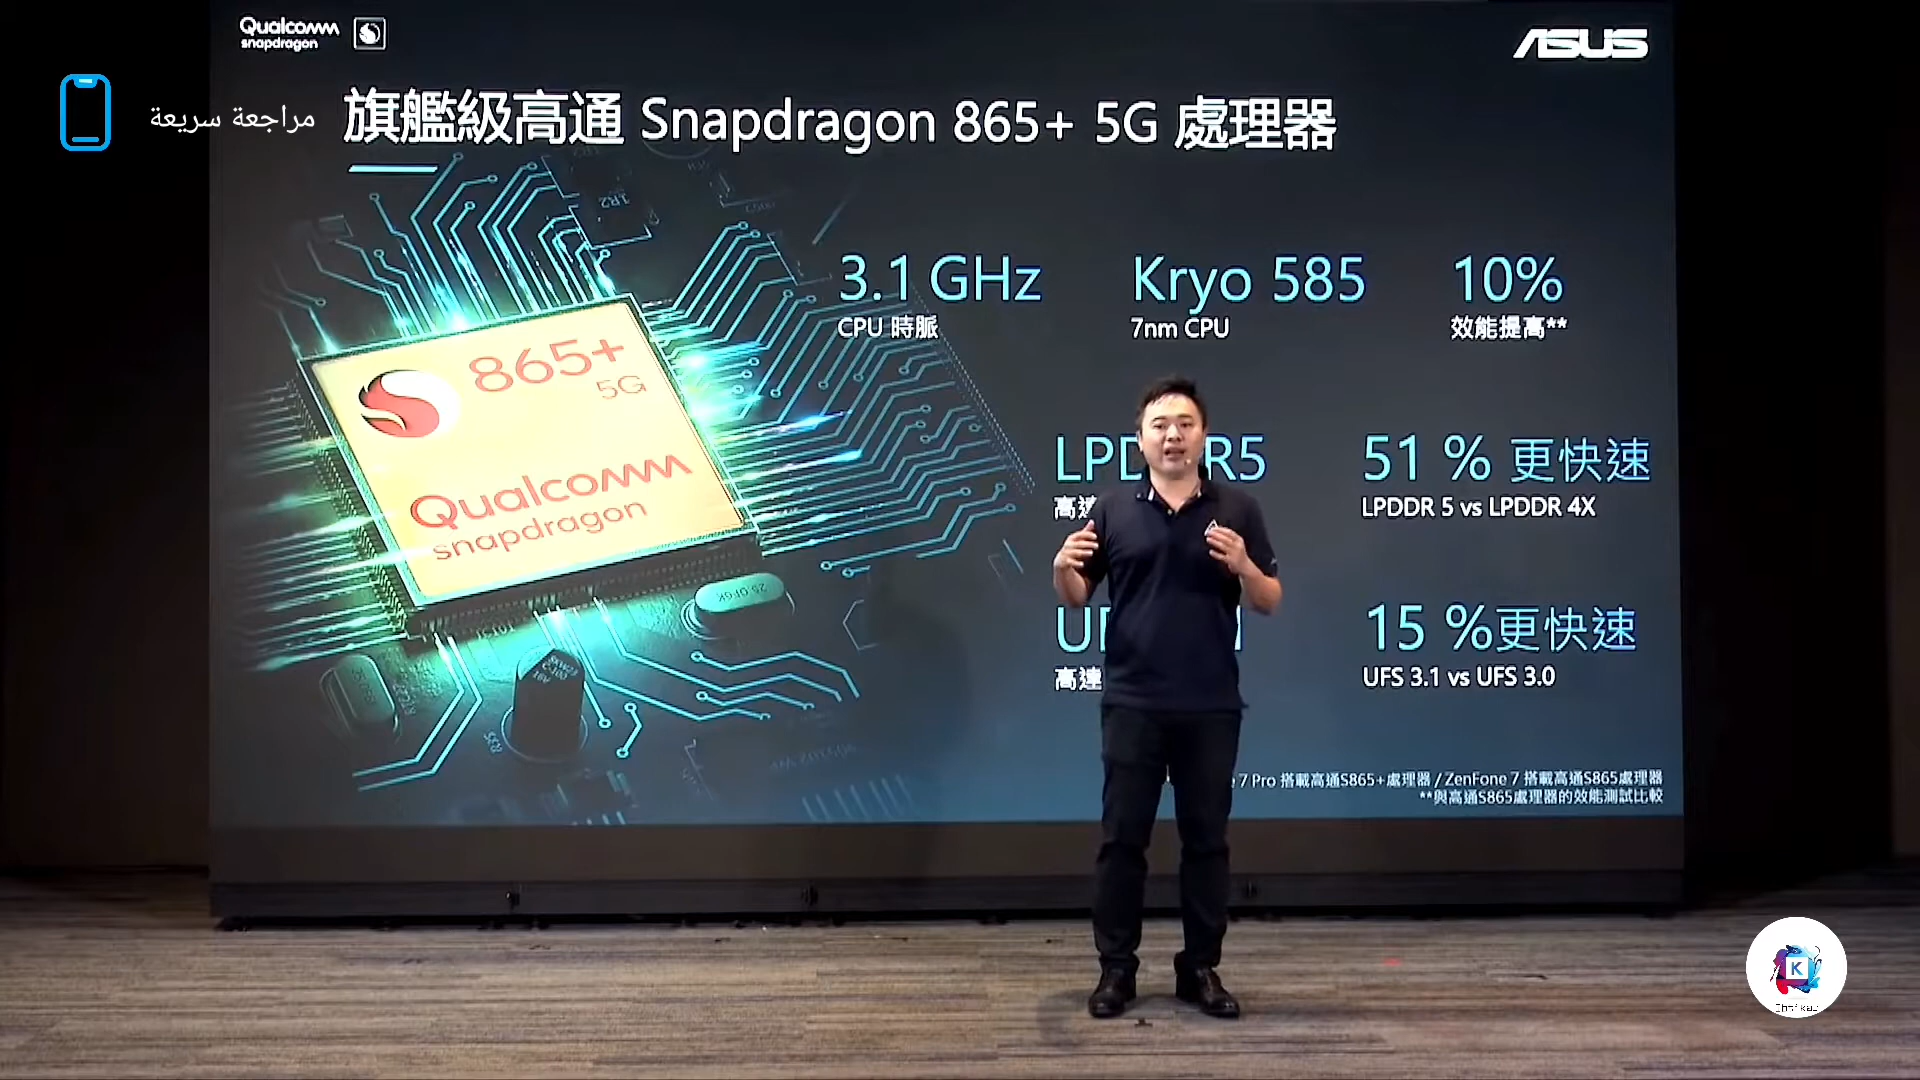 Qualcomm
snapdragon
ASUS
مراجعة سريعة
旗艦級高通 Snapdragon 865+ 5G 處理器
3.1 GHz
CPU 時脈
Kryo 585
7nm CPU
10%
效能提高**
865+
5G
Qualcomm
snapdragon
51 % 更快速
LPDDR 5 vs LPDDR 4X
高速
15 %更快速
UFS 3.1 vs UFS 3.0
高達
7 Pro 搭載高通S865+處理器 / ZenFone 7 搭載高通S865處理器
**與高通S865處理器的效能測試比較
K